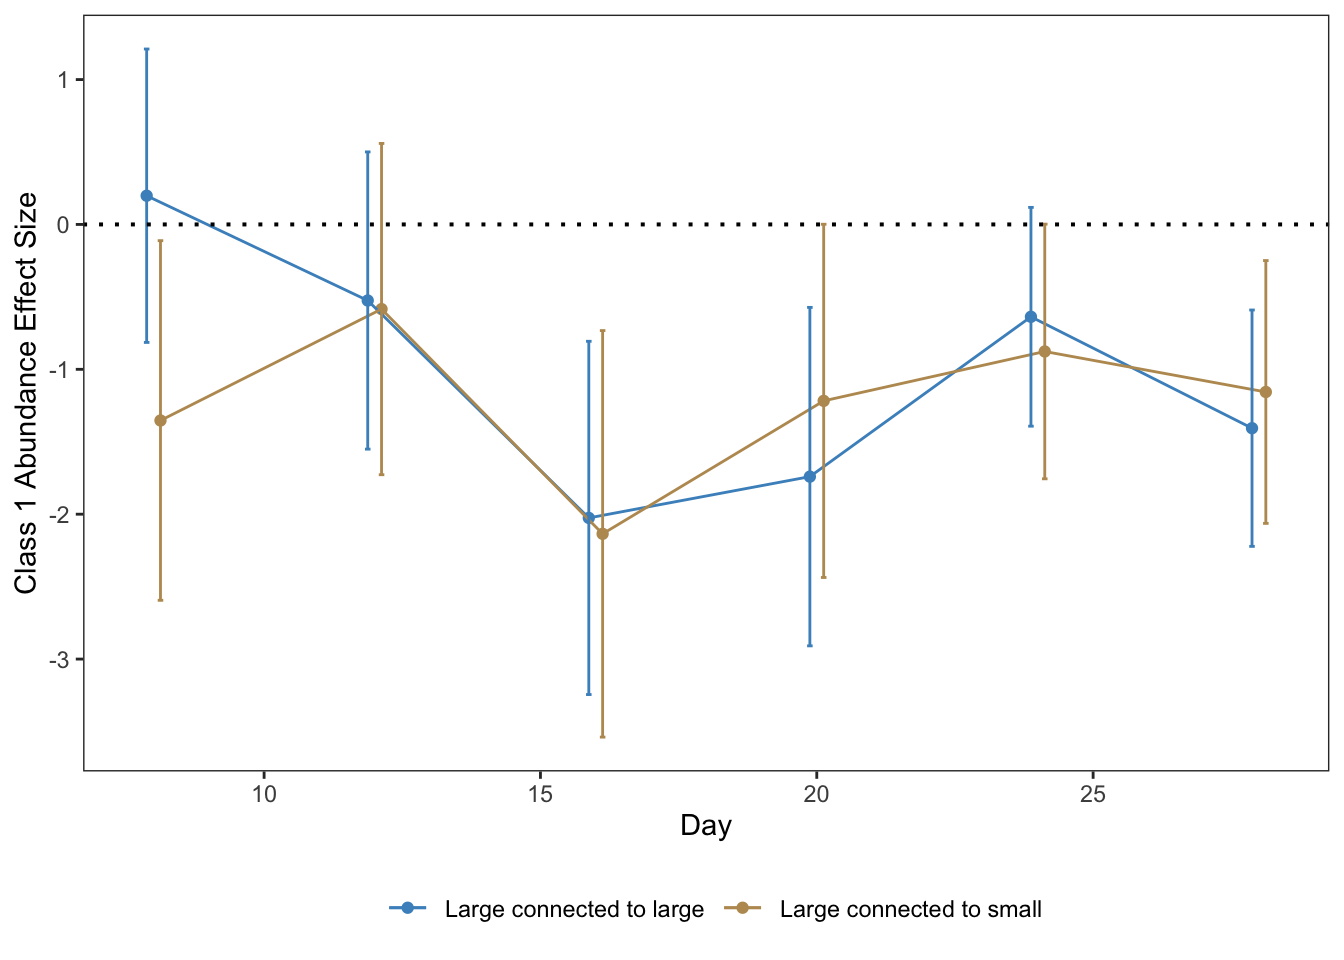 Class 1 Abundance Effect Size
1
0
-1
-2
-3
10 15 20 25
Day
Large connected to large Large connected to small